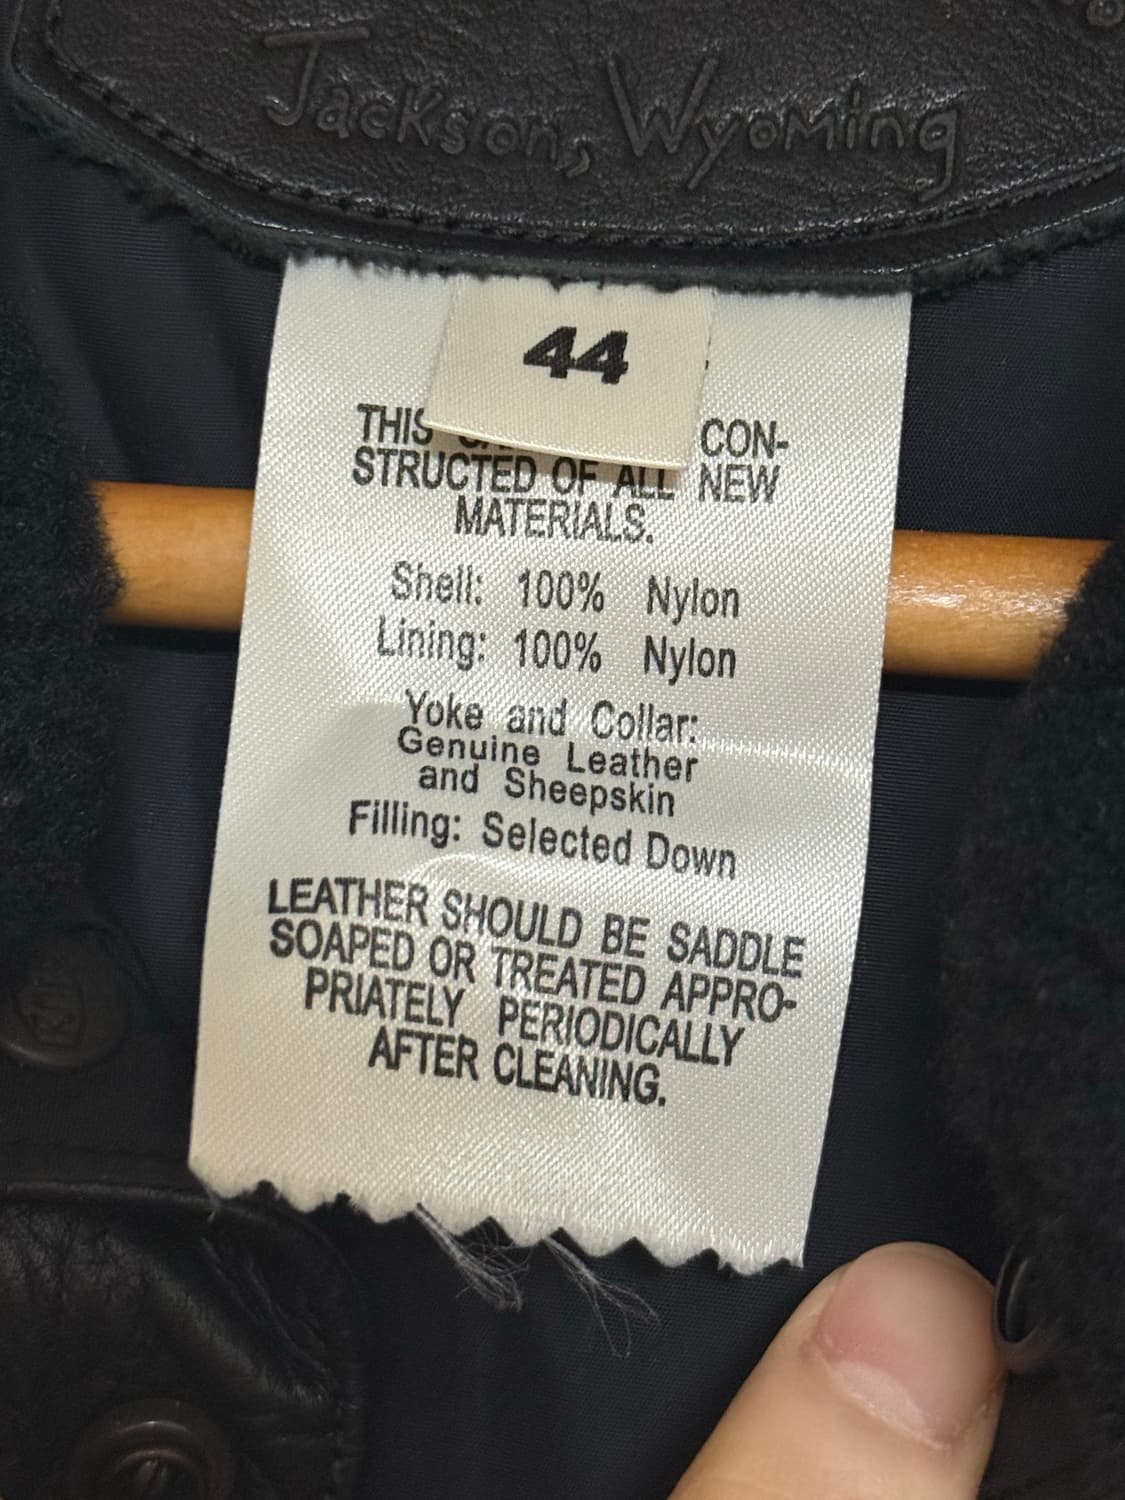 Jackson, Wyoming
44
THIS CON-
STRUCTED OF ALL NEW
MATERIALS.
Shell: 100% Nylon
Lining: 100% Nylon
Yoke and Collar:
Genuine Leather
and Sheepskin
Filling: Selected Down
LEATHER SHOULD BE SADDLE
SOAPED OR TREATED APPRO-
PRIATELY PERIODICALLY
AFTER CLEANING.